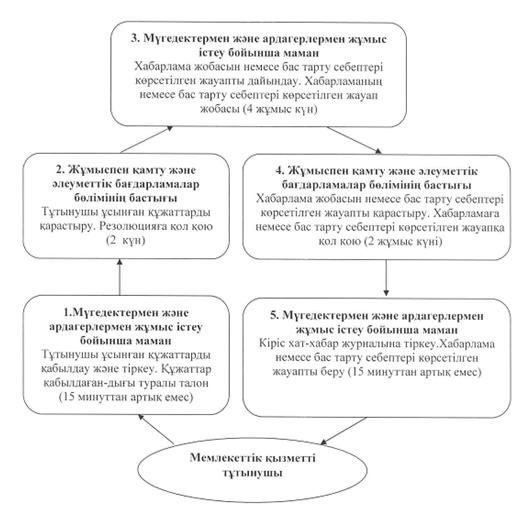 3. Мүгедектермен және ардагерлермен жұмыс
істеу бойынша маман
Хабарлама жобасын немесе бас тарту себептері
көрсетілген жауапты дайындау. Хабарламаның
немесе бас тарту себептері көрсетілген жауап
жобасы (4 жұмыс күн)
2. Жұмыспен қамту және
әлеуметтік бағдарламалар
бөлімінің бастығы
Тұтынушы ұсынған құжаттарды
қарастыру. Резолюцияға қол қою
(2 күн)
4. Жұмыспен қамту және әлеуметтік
бағдарламалар бөлімінің бастығы
Хабарлама жобасын немесе бас тарту себептері
көрсетілген жауапты қарастыру. Хабарламаға
немесе бас тарту себептері көрсетілген жауапқа
қол қою (2 жұмыс күні)
1.Мүгедектермен және
ардагерлермен жұмыс істеу
бойынша маман
Тұтынушы ұсынған құжаттарды
қабылдау және тіркеу. Құжаттар
қабылдаған-дығы туралы талон
(15 минуттан артық емес)
5. Мүгедектермен және ардагерлермен
жұмыс істеу бойынша маман
Кіріс хат-хабар журналына тіркеу.Хабарлама
немесе бас тарту себептері көрсетілген
жауапты беру (15 минуттан артық емес)
Мемлекеттік қызметті
тұтынушы